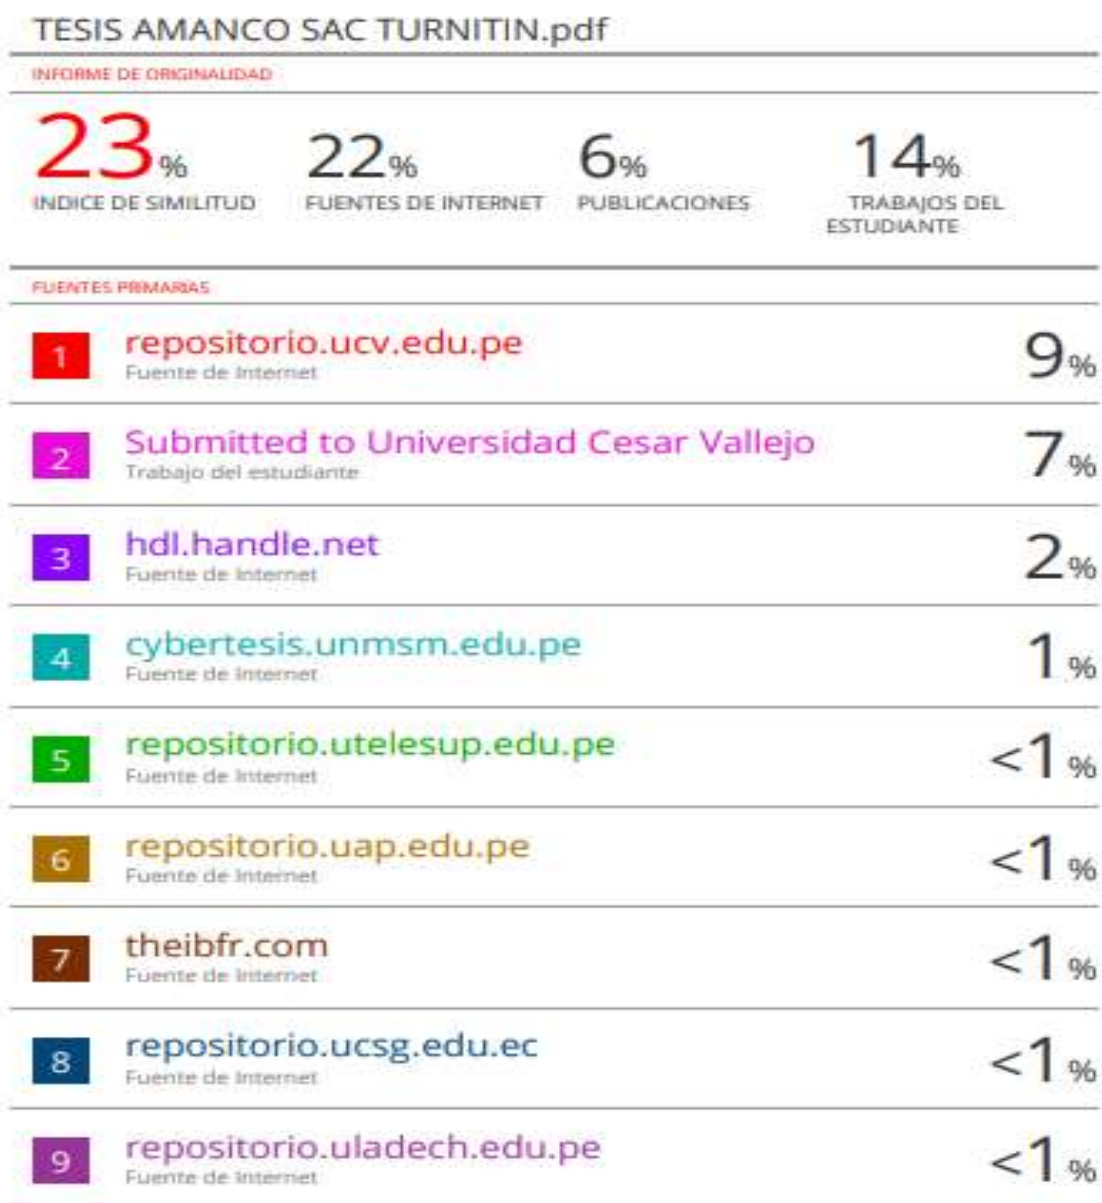 TESIS AMANCO SAC TURNITIN.pdf
INFORME DE ORIGINALIDAD
23%
INDICE DE SIMILITUD
22%
FUENTES DE INTERNET
6%
PUBLICACIONES
14%
TRABAJOS DEL
ESTUDIANTE
FUENTES PRIMARIAS
1
repositorio.ucv.edu.pe
Fuente de Internet
9%
2
Submitted to Universidad Cesar Vallejo
Trabajo del estudiante
7%
3
hdl.handle.net
Fuente de Internet
2%
4
cybertesis.unmsm.edu.pe
Fuente de Internet
1%
5
repositorio.utelesup.edu.pe
Fuente de Internet
<1%
6
repositorio.uap.edu.pe
Fuente de Internet
<1%
7
theibfr.com
Fuente de Internet
<1%
8
repositorio.ucsg.edu.ec
Fuente de Internet
<1%
9
repositorio.uladech.edu.pe
Fuente de Internet
<1%